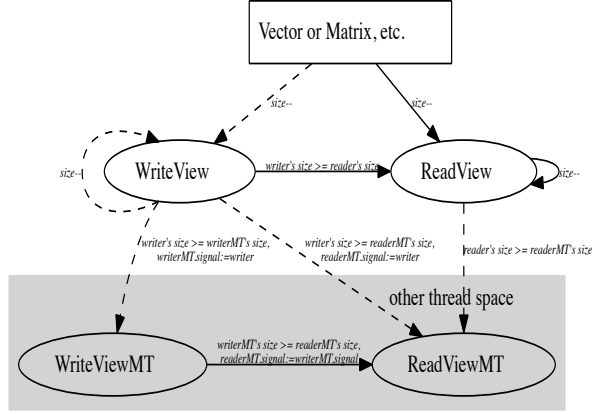 Vector or Matrix, etc.
size--
size--
WriteView
writer's size >= reader's size
ReadView
size--
size--
writer's size >= writerMT's size,
writerMT.signal:=writer
writer's size >= readerMT's size,
readerMT.signal:=writer
reader's size >= readerMT's size
other thread space
WriteViewMT
writerMT's size >= readerMT's size,
readerMT.signal:=writerMT.signal
ReadViewMT